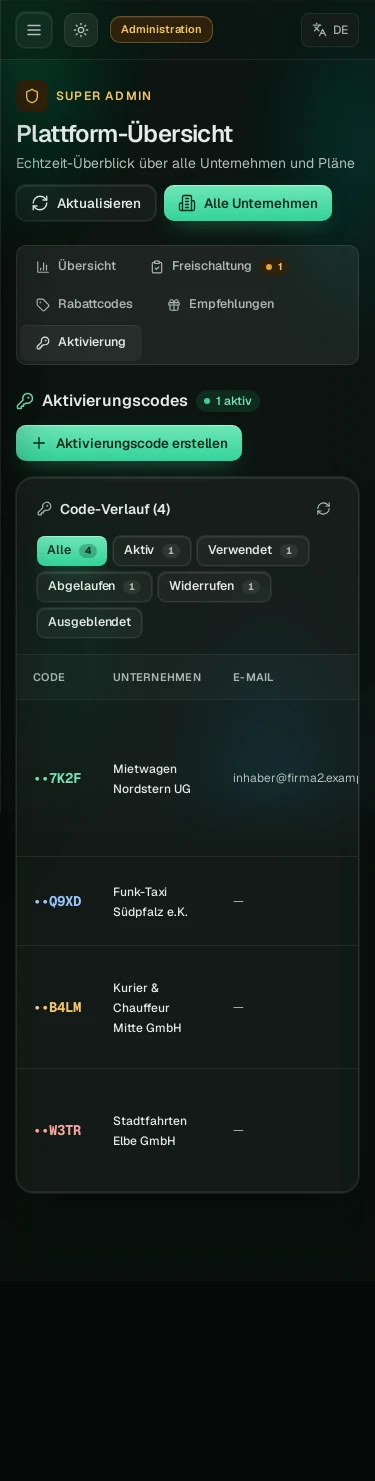 Administration
DE
SUPER ADMIN
Plattform-Übersicht
Echtzeit-Überblick über alle Unternehmen und Pläne
Aktualisieren
Alle Unternehmen
Übersicht
Freischaltung 1
Rabattcodes
Empfehlungen
Aktivierung
Aktivierungscodes
1 aktiv
Aktivierungscode erstellen
Code-Verlauf (4)
Alle 4
Aktiv 1
Verwendet 1
Abgelaufen 1
Widerrufen 1
Ausgeblendet
CODE UNTERNEHMEN E-MAIL
••7K2F
Mietwagen
Nordstern UG
inhaber@firma2.examp
••Q9XD
Funk-Taxi
Südpfalz e.K.
—
••B4LM
Kurier &
Chauffeur
Mitte GmbH
—
••W3TR
Stadtfahrten
Elbe GmbH
—